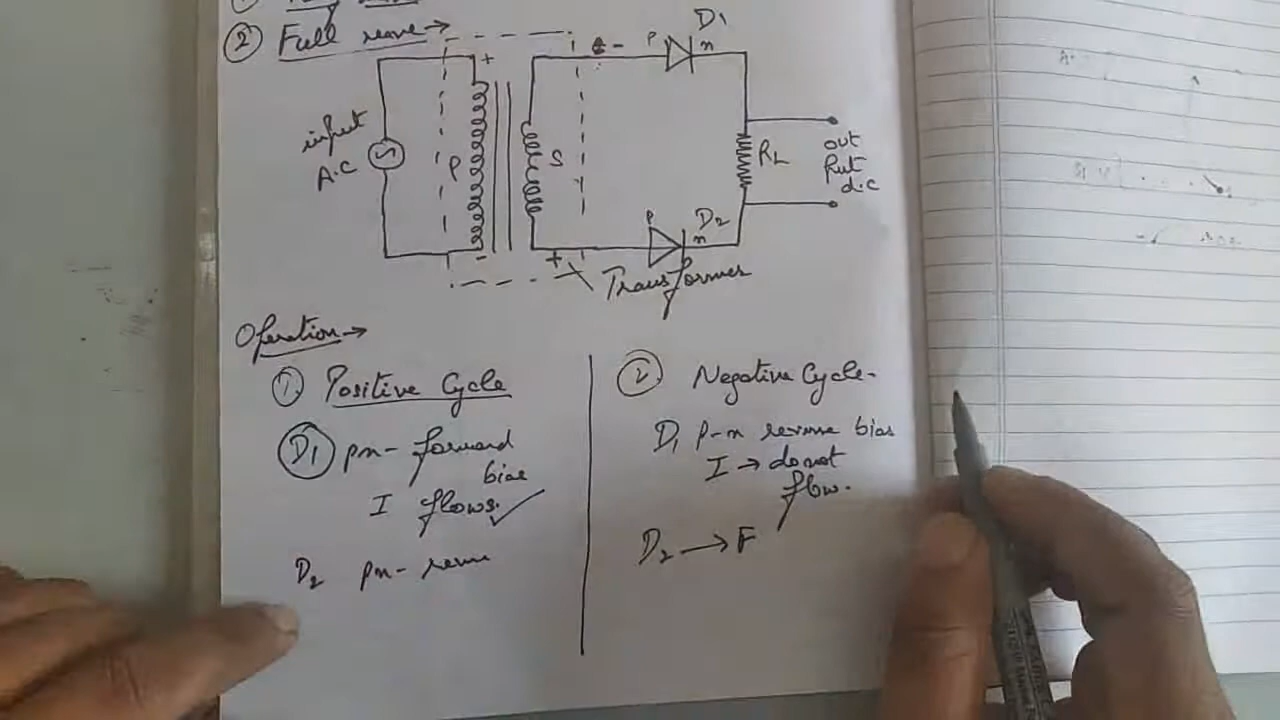 ② Full wave →
+
- P D1
n
input
A.C
P
S
RL
out
put
d.c
P D2
n
-
+
Transformer
Operation →
① Positive Cycle
D1 pn- forward
bias
I flows. ✓
D2 pn- reverse
② Negative Cycle-
D1 p-n reverse bias
I → do not
flow.
D2 → F